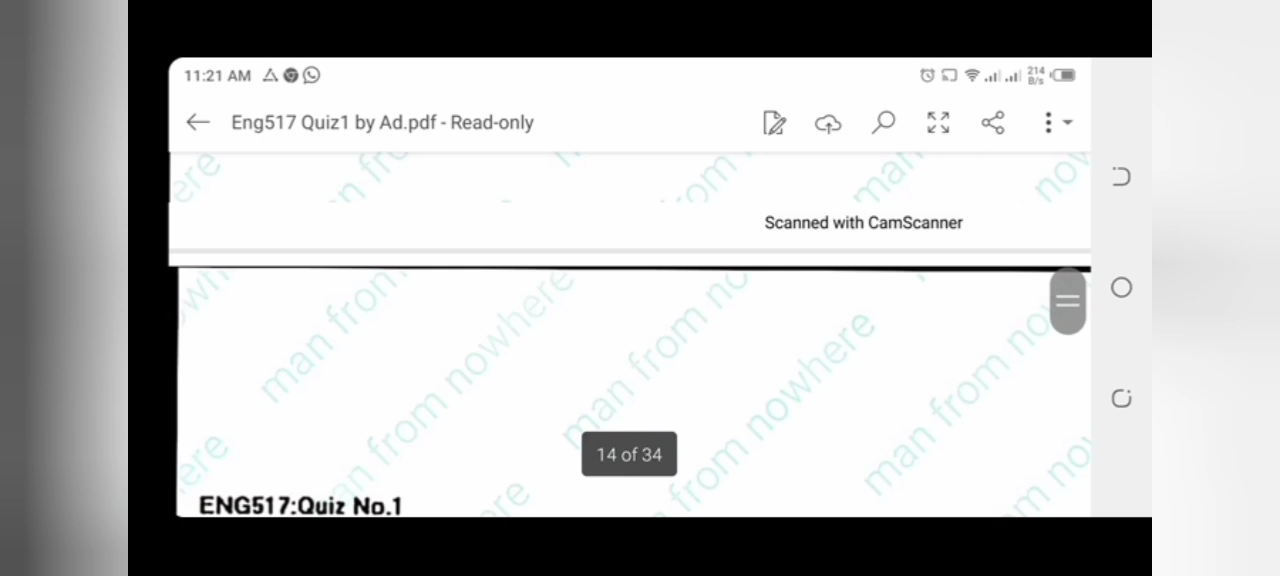 11:21 AM
214
B/s
Eng517 Quiz1 by Ad.pdf - Read-only
Scanned with CamScanner
man from nowhere
man from nowhere
14 of 34
ENG517:Quiz No.1